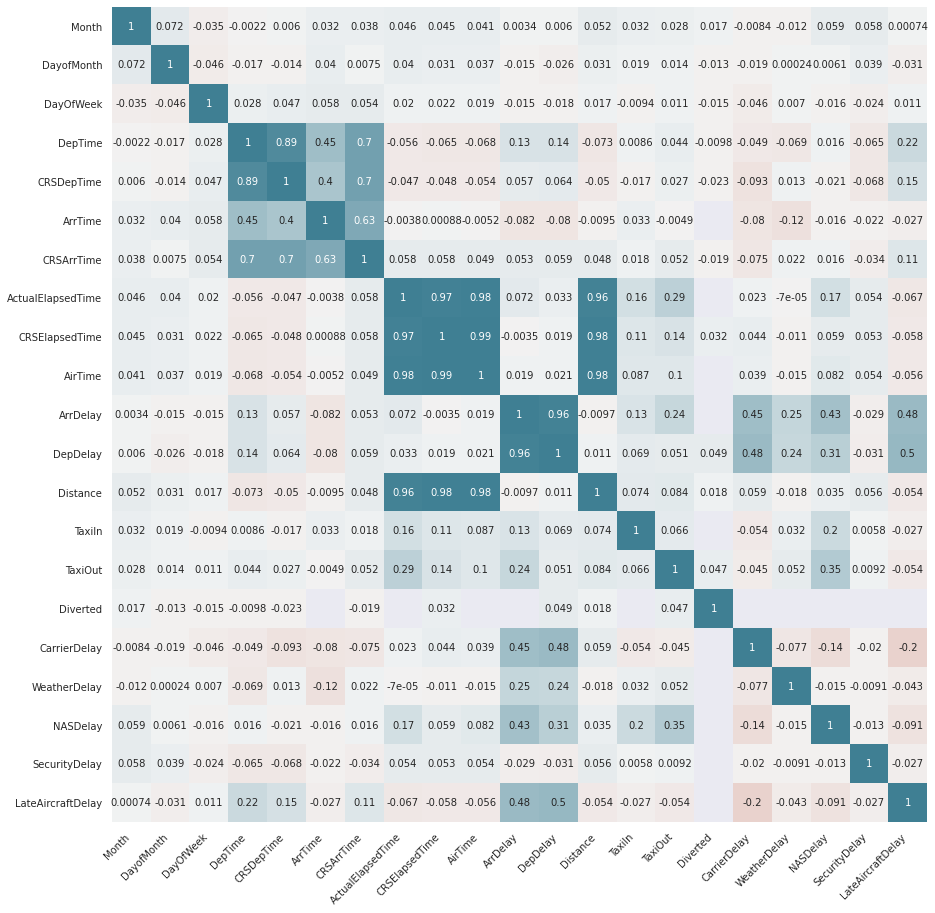 Month 1 0.072 -0.035 -0.0022 0.006 0.032 0.038 0.046 0.045 0.041 0.0034 0.006 0.052 0.032 0.028 0.017 -0.0084 -0.012 0.059 0.058 0.00074
DayofMonth 0.072 1 -0.046 -0.017 -0.014 0.04 0.0075 0.04 0.031 0.037 -0.015 -0.026 0.031 0.019 0.014 -0.013 -0.019 0.00024 0.0061 0.039 -0.031
DayOfWeek -0.035 -0.046 1 0.028 0.047 0.058 0.054 0.02 0.022 0.019 -0.015 -0.018 0.017 -0.0094 0.011 -0.015 -0.046 0.007 -0.016 -0.024 0.011
DepTime -0.0022 -0.017 0.028 1 0.89 0.45 0.7 -0.056 -0.065 -0.068 0.13 0.14 -0.073 0.0086 0.044 -0.0098 -0.049 -0.069 0.016 -0.065 0.22
CRSDepTime 0.006 -0.014 0.047 0.89 1 0.4 0.7 -0.047 -0.048 -0.054 0.057 0.064 -0.05 -0.017 0.027 -0.023 -0.093 0.013 -0.021 -0.068 0.15
ArrTime 0.032 0.04 0.058 0.45 0.4 1 0.63 -0.0038 0.00088 -0.0052 -0.082 -0.08 -0.0095 0.033 -0.0049 -0.08 -0.12 -0.016 -0.022 -0.027
CRSArrTime 0.038 0.0075 0.054 0.7 0.7 0.63 1 0.058 0.058 0.049 0.053 0.059 0.048 0.018 0.052 -0.019 -0.075 0.022 0.016 -0.034 0.11
ActualElapsedTime 0.046 0.04 0.02 -0.056 -0.047 -0.0038 0.058 1 0.97 0.98 0.072 0.033 0.96 0.16 0.29 0.023 -7e-05 0.17 0.054 -0.067
CRSElapsedTime 0.045 0.031 0.022 -0.065 -0.048 0.00088 0.058 0.97 1 0.99 -0.0035 0.019 0.98 0.11 0.14 0.032 0.044 -0.011 0.059 0.053 -0.058
AirTime 0.041 0.037 0.019 -0.068 -0.054 -0.0052 0.049 0.98 0.99 1 0.019 0.021 0.98 0.087 0.1 0.039 -0.015 0.082 0.054 -0.056
ArrDelay 0.0034 -0.015 -0.015 0.13 0.057 -0.082 0.053 0.072 -0.0035 0.019 1 0.96 -0.0097 0.13 0.24 0.45 0.25 0.43 -0.029 0.48
DepDelay 0.006 -0.026 -0.018 0.14 0.064 -0.08 0.059 0.033 0.019 0.021 0.96 1 0.011 0.069 0.051 0.049 0.48 0.24 0.31 -0.031 0.5
Distance 0.052 0.031 0.017 -0.073 -0.05 -0.0095 0.048 0.96 0.98 0.98 -0.0097 0.011 1 0.074 0.084 0.018 0.059 -0.018 0.035 0.056 -0.054
TaxiIn 0.032 0.019 -0.0094 0.0086 -0.017 0.033 0.018 0.16 0.11 0.087 0.13 0.069 0.074 1 0.066 -0.054 0.032 0.2 0.0058 -0.027
TaxiOut 0.028 0.014 0.011 0.044 0.027 -0.0049 0.052 0.29 0.14 0.1 0.24 0.051 0.084 0.066 1 0.047 -0.045 0.052 0.35 0.0092 -0.054
Diverted 0.017 -0.013 -0.015 -0.0098 -0.023 -0.019 0.032 0.049 0.018 0.047 1
CarrierDelay -0.0084 -0.019 -0.046 -0.049 -0.093 -0.08 -0.075 0.023 0.044 0.039 0.45 0.48 0.059 -0.054 -0.045 1 -0.077 -0.14 -0.02 -0.2
WeatherDelay -0.012 0.00024 0.007 -0.069 0.013 -0.12 0.022 -7e-05 -0.011 -0.015 0.25 0.24 -0.018 0.032 0.052 -0.077 1 -0.015 -0.0091 -0.043
NASDelay 0.059 0.0061 -0.016 0.016 -0.021 -0.016 0.016 0.17 0.059 0.082 0.43 0.31 0.035 0.2 0.35 -0.14 -0.015 1 -0.013 -0.091
SecurityDelay 0.058 0.039 -0.024 -0.065 -0.068 -0.022 -0.034 0.054 0.053 0.054 -0.029 -0.031 0.056 0.0058 0.0092 -0.02 -0.0091 -0.013 1 -0.027
LateAircraftDelay 0.00074 -0.031 0.011 0.22 0.15 -0.027 0.11 -0.067 -0.058 -0.056 0.48 0.5 -0.054 -0.027 -0.054 -0.2 -0.043 -0.091 -0.027 1
Month DayofMonth DayOfWeek DepTime CRSDepTime ArrTime CRSArrTime ActualElapsedTime CRSElapsedTime AirTime ArrDelay DepDelay Distance TaxiIn TaxiOut Diverted CarrierDelay WeatherDelay NASDelay SecurityDelay LateAircraftDelay